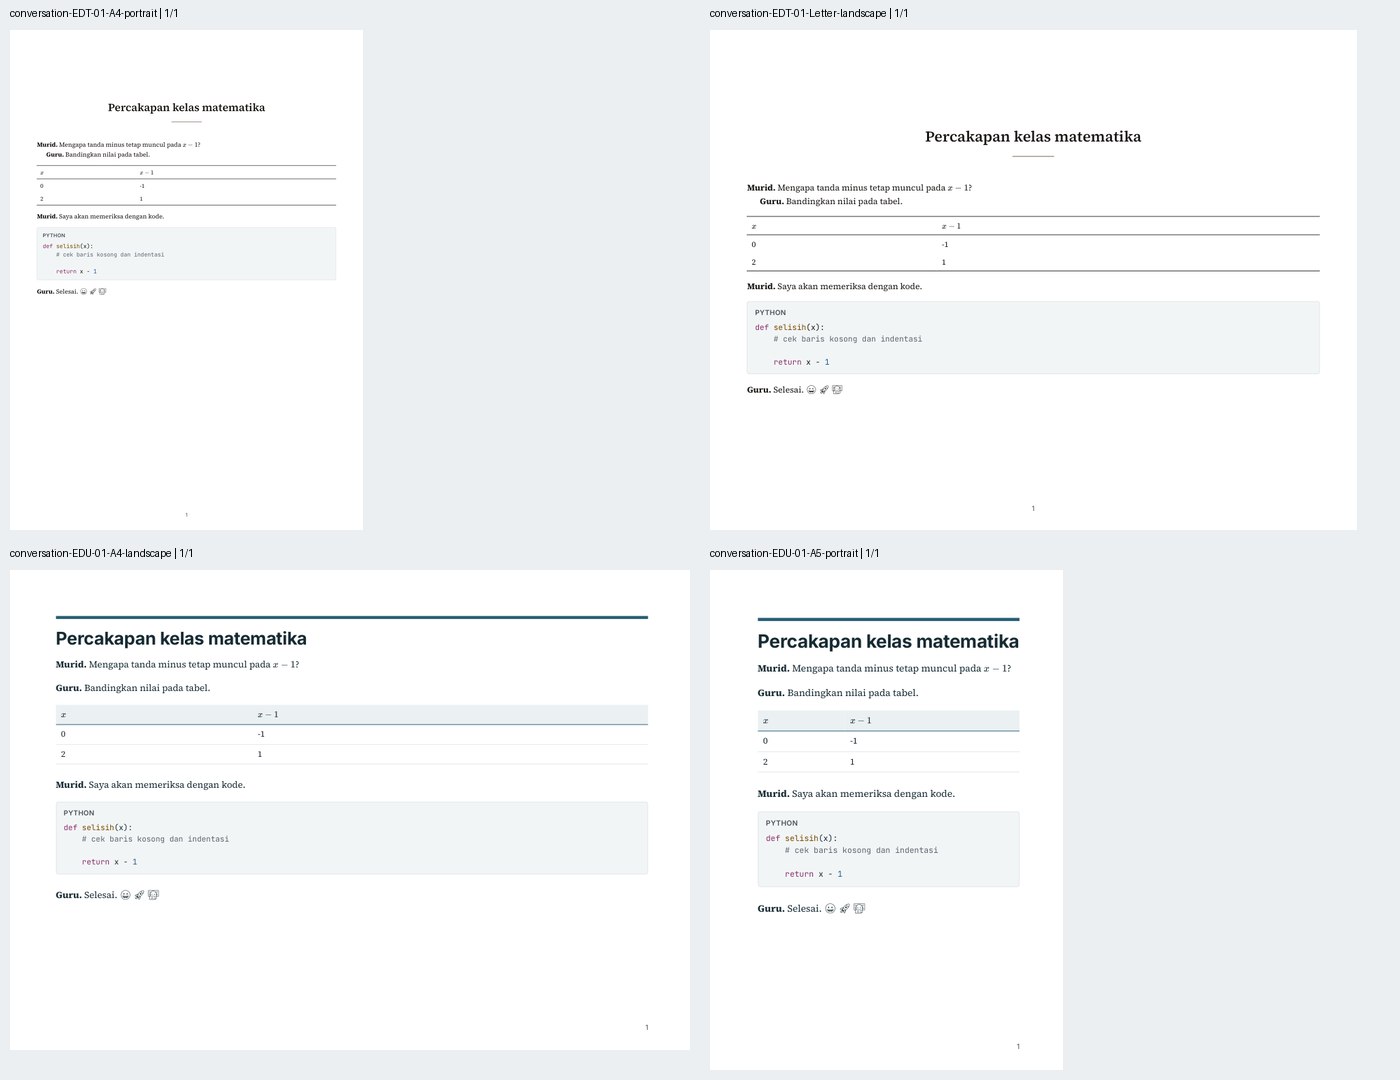 conversation-EDT-01-A4-portrait | 1/1
Percakapan kelas matematika
Murid. Mengapa tanda minus tetap muncul pada x − 1?
Guru. Bandingkan nilai pada tabel.
x x − 1
0 -1
2 1
Murid. Saya akan memeriksa dengan kode.
PYTHON
def selisih(x):
    # cek baris kosong dan indentasi
    return x - 1
Guru. Selesai. 😀 🚀
1
conversation-EDT-01-Letter-landscape | 1/1
Percakapan kelas matematika
Murid. Mengapa tanda minus tetap muncul pada x − 1?
Guru. Bandingkan nilai pada tabel.
x x − 1
0 -1
2 1
Murid. Saya akan memeriksa dengan kode.
PYTHON
def selisih(x):
    # cek baris kosong dan indentasi
    return x - 1
Guru. Selesai. 😀 🚀
1
conversation-EDU-01-A4-landscape | 1/1
Percakapan kelas matematika
Murid. Mengapa tanda minus tetap muncul pada x − 1?
Guru. Bandingkan nilai pada tabel.
x x − 1
0 -1
2 1
Murid. Saya akan memeriksa dengan kode.
PYTHON
def selisih(x):
    # cek baris kosong dan indentasi
    return x - 1
Guru. Selesai. 😀 🚀
1
conversation-EDU-01-A5-portrait | 1/1
Percakapan kelas matematika
Murid. Mengapa tanda minus tetap muncul pada x − 1?
Guru. Bandingkan nilai pada tabel.
x x − 1
0 -1
2 1
Murid. Saya akan memeriksa dengan kode.
PYTHON
def selisih(x):
    # cek baris kosong dan indentasi
    return x - 1
Guru. Selesai. 😀 🚀
1